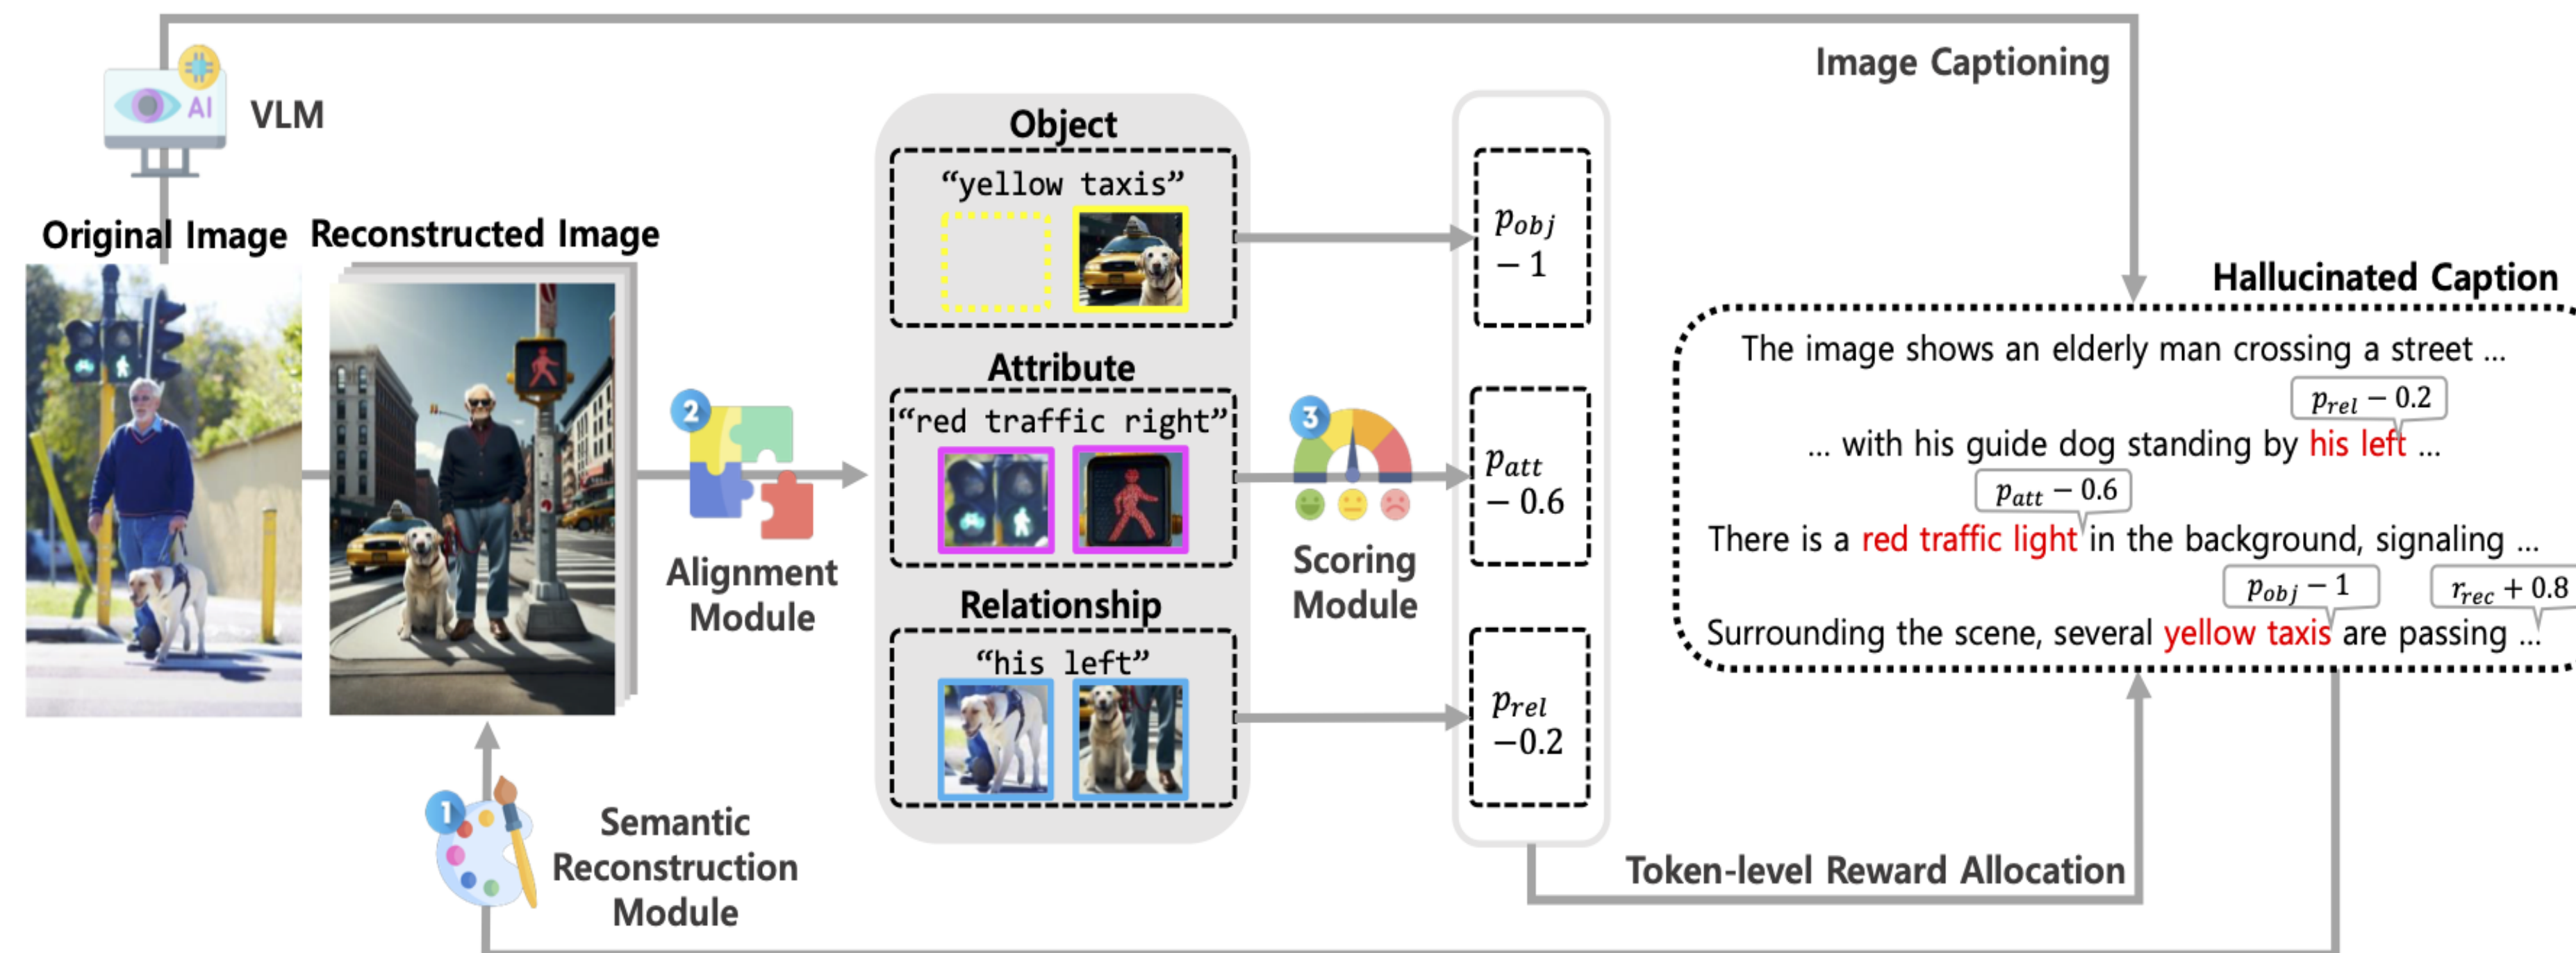 Image Captioning
AI
VLM
Original Image
Reconstructed Image
Object
“yellow taxis”
Attribute
“red traffic right”
Relationship
“his left”
2
Alignment
Module
1
Semantic
Reconstruction
Module
3
Scoring
Module
p_obj
− 1
p_att
− 0.6
p_rel
−0.2
Hallucinated Caption
The image shows an elderly man crossing a street ...
p_rel − 0.2
... with his guide dog standing by his left ...
p_att − 0.6
There is a red traffic light in the background, signaling ...
p_obj − 1
r_rec + 0.8
Surrounding the scene, several yellow taxis are passing ...
Token-level Reward Allocation